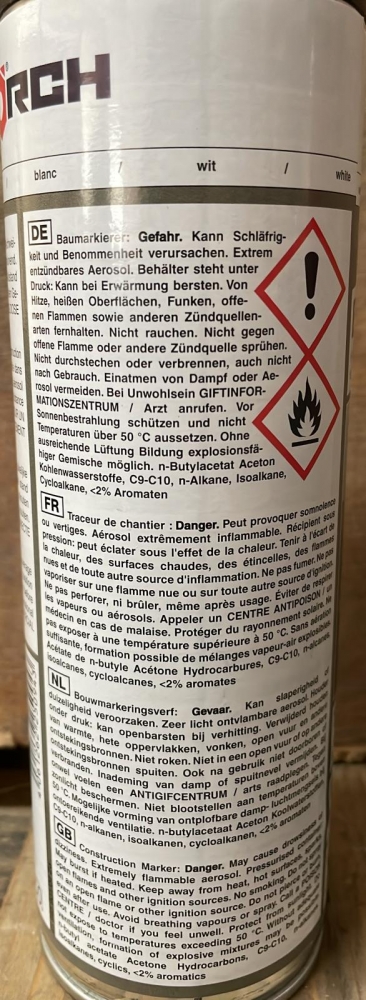 RCH
blanc / wit / white
DE Baumarkierer: Gefahr. Kann Schläfrig-
keit und Benommenheit verursachen. Extrem
entzündbares Aerosol. Behälter steht unter
Druck: Kann bei Erwärmung bersten. Von
Hitze, heißen Oberflächen, Funken, offe-
nen Flammen sowie anderen Zündquellen-
arten fernhalten. Nicht rauchen. Nicht gegen
offene Flamme oder andere Zündquelle sprühen.
Nicht durchstechen oder verbrennen, auch nicht
nach Gebrauch. Einatmen von Dampf oder Ae-
rosol vermeiden. Bei Unwohlsein GIFTINFOR-
MATIONSZENTRUM / Arzt anrufen. Vor
Sonnenbestrahlung schützen und nicht
Temperaturen über 50 °C aussetzen. Ohne
ausreichende Lüftung Bildung explosionsfä-
higer Gemische möglich. n-Butylacetat Aceton
Kohlenwasserstoffe, C9-C10, n-Alkane, Isoalkane,
Cycloalkane, <2% Aromaten
FR Traceur de chantier : Danger. Peut provoquer somnolence
ou vertiges. Aérosol extrêmement inflammable. Récipient sous
pression: peut éclater sous l'effet de la chaleur. Tenir à l'écart de
la chaleur, des surfaces chaudes, des étincelles, des flammes
nues et de toute autre source d'inflammation. Ne pas fumer. Ne pas
vaporiser sur une flamme nue ou sur toute autre source d'ignition.
Ne pas perforer, ni brûler, même après usage. Éviter de respirer
les vapeurs ou aérosols. Appeler un CENTRE ANTIPOISON / un
médecin en cas de malaise. Protéger du rayonnement solaire. Ne
pas exposer à une température supérieure à 50 °C. Sans aération
suffisante, formation possible de mélanges vapeur-air explosibles.
Acétate de n-butyle Acétone Hydrocarbures, C9-C10, n-alcanes,
isoalcanes, cycloalcanes, <2% aromates
NL Bouwmarkeringsverf: Gevaar. Kan slaperigheid of
duizeligheid veroorzaken. Zeer licht ontvlambare aerosol. Houder
onder druk: kan openbarsten bij verhitting. Verwijderd houden
van warmte, hete oppervlakken, vonken, open vuur en andere
ontstekingsbronnen. Niet roken. Niet in een open vuur of op andere
ontstekingsbronnen spuiten. Ook na gebruik niet doorboren of
verbranden. Inademing van damp of spuitnevel vermijden. Bij
onwel voelen een ANTIGIFCENTRUM / arts raadplegen. Tegen
zonlicht beschermen. Niet blootstellen aan temperaturen boven
50 °C. Mogelijke vorming van ontplofbare damp- luchtmengsels
ontoereikende ventilatie. n-butylacetaat Aceton Koolwaterstoffen,
C9-C10, n-alkanen, isoalkanen, cycloalkanen, <2% aromaten
GB Construction Marker: Danger. May cause drowsiness or
dizziness. Extremely flammable aerosol. Pressurised container:
May burst if heated. Keep away from heat, hot surfaces,
open flames and other ignition sources. No smoking. Do not
on an open flame or other ignition source. Do not pierce or burn,
even after use. Avoid breathing vapours or spray. Call a POISON
CENTRE / doctor if you feel unwell. Protect from
expose to temperatures exceeding 50 °C. Without
ventilation, formation of explosive mixtures may be
n-butyl acetate Acetone Hydrocarbons, C9-C10,
isoalkanes, cyclics, <2% aromatics